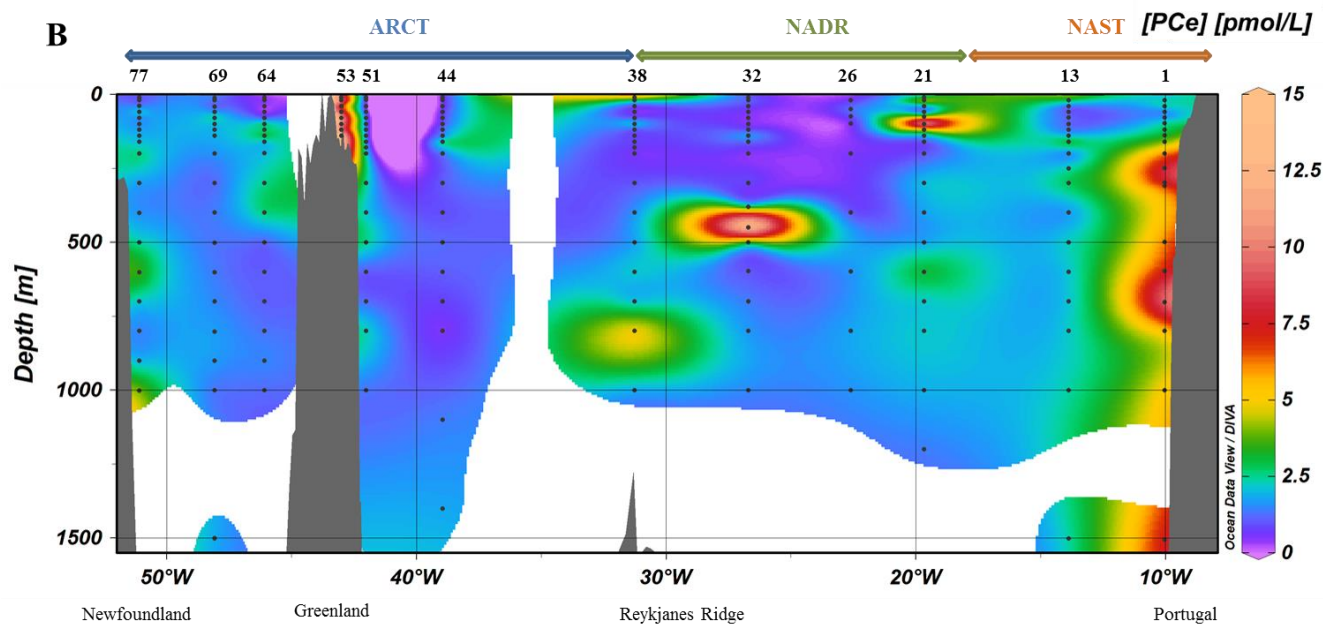 B
ARCT NADR NAST [PCe] [pmol/L]
77 69 64 53 51 44 38 32 26 21 13 1
0 15
12.5
500 10
Depth [m]
7.5
1000 5
2.5
1500 0
Ocean Data View / DIVA
50°W 40°W 30°W 20°W 10°W
Newfoundland Greenland Reykjanes Ridge Portugal